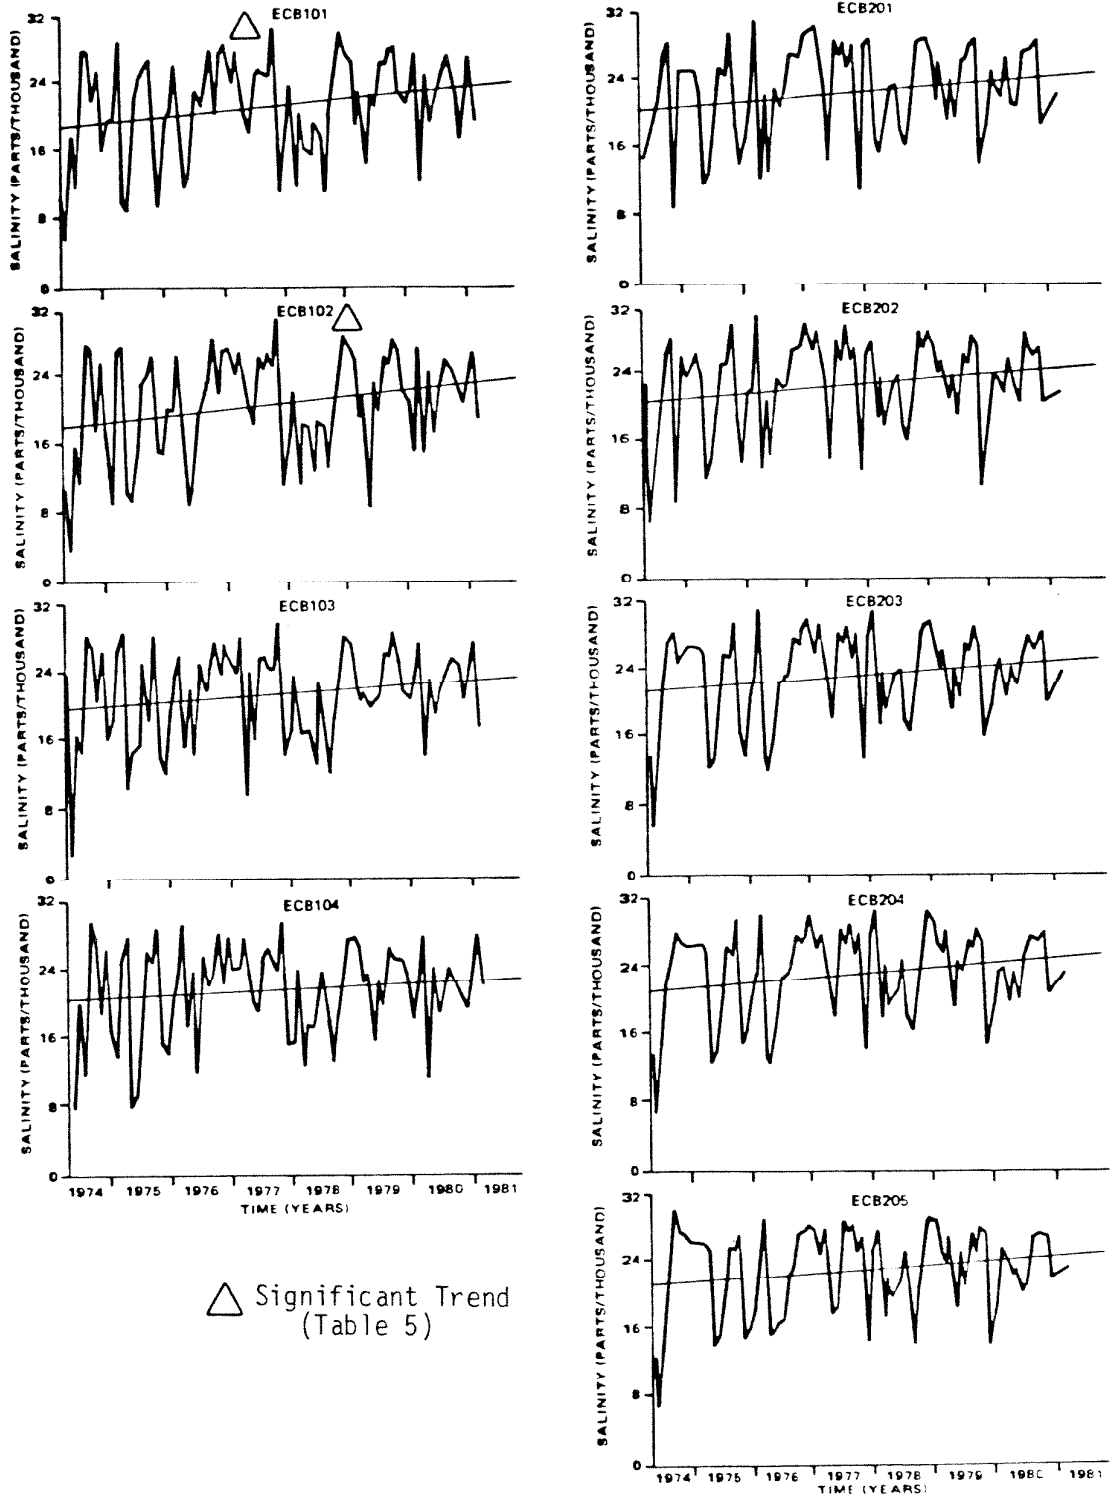 ECB101
SALINITY (PARTS/THOUSAND)
32
24
16
8
0
ECB102
SALINITY (PARTS/THOUSAND)
32
24
16
8
0
ECB103
SALINITY (PARTS/THOUSAND)
32
24
16
8
0
ECB104
SALINITY (PARTS/THOUSAND)
32
24
16
8
0
1974 1975 1976 1977 1978 1979 1980 1981
TIME (YEARS)
△ Significant Trend
(Table 5)
ECB201
SALINITY (PARTS/THOUSAND)
32
24
16
8
0
ECB202
SALINITY (PARTS/THOUSAND)
32
24
16
8
0
ECB203
SALINITY (PARTS/THOUSAND)
32
24
16
8
0
ECB204
SALINITY (PARTS/THOUSAND)
32
24
16
8
0
ECB205
SALINITY (PARTS/THOUSAND)
32
24
16
8
0
1974 1975 1976 1977 1978 1979 1980 1981
TIME (YEARS)